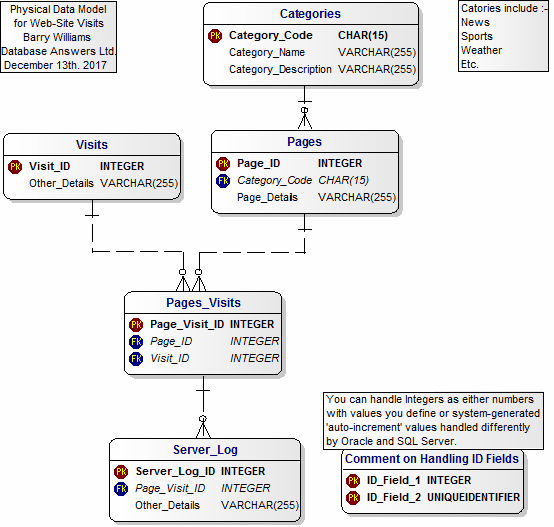 Physical Data Model
for Web-Site Visits
Barry Williams
Database Answers Ltd.
December 13th. 2017
Categories
PK Category_Code CHAR(15)
Category_Name VARCHAR(255)
Category_Description VARCHAR(255)
Catories include :-
News
Sports
Weather
Etc.
Visits
PK Visit_ID INTEGER
Other_Details VARCHAR(255)
Pages
PK Page_ID INTEGER
FK Category_Code CHAR(15)
Page_Details VARCHAR(255)
Pages_Visits
PK Page_Visit_ID INTEGER
FK Page_ID INTEGER
FK Visit_ID INTEGER
Server_Log
PK Server_Log_ID INTEGER
FK Page_Visit_ID INTEGER
Other_Details VARCHAR(255)
You can handle Integers as either numbers
with values you define or system-generated
'auto-increment' values handled differently
by Oracle and SQL Server.
Comment on Handling ID Fields
PK ID_Field_1 INTEGER
PK ID_Field_2 UNIQUEIDENTIFIER